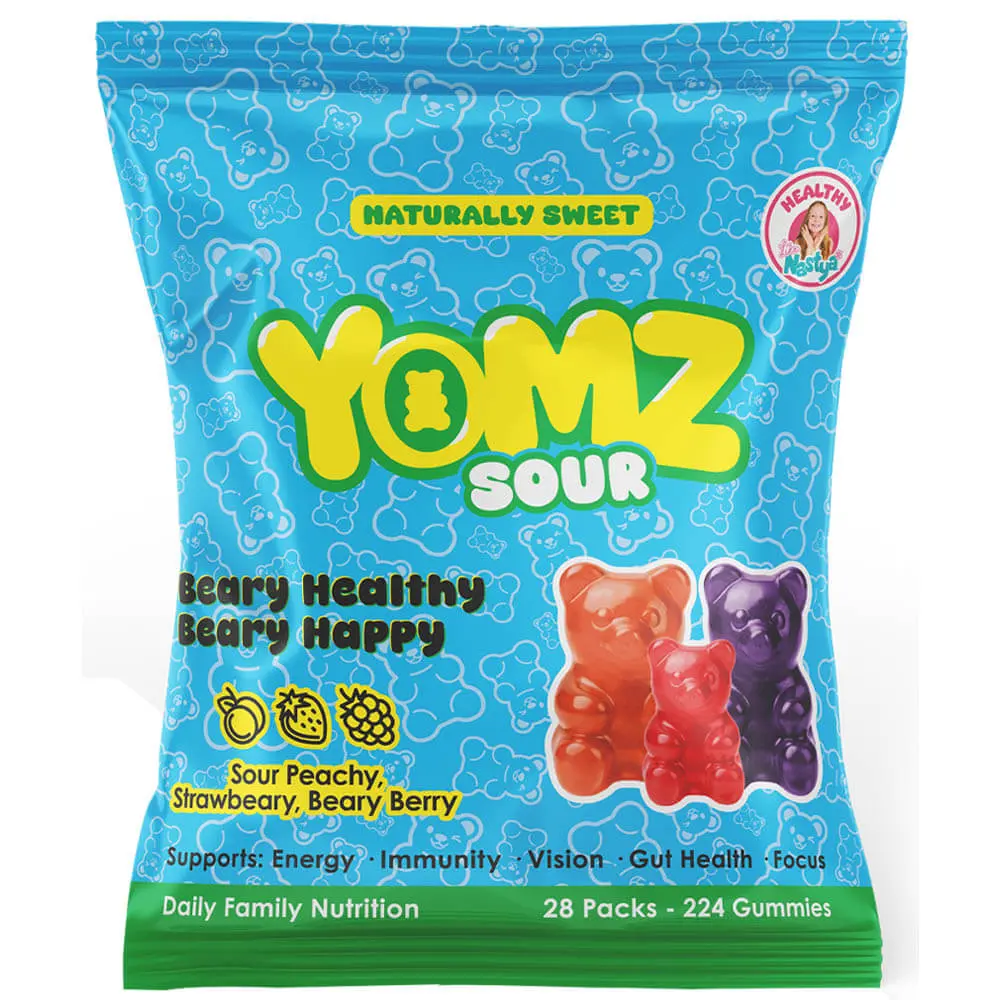 NATURALLY SWEET
HEALTHY
Like
Nastya
YOMZ
SOUR
Beary Healthy
Beary Happy
Sour Peachy,
Strawbeary, Beary Berry
Supports: Energy · Immunity · Vision · Gut Health · Focus
Daily Family Nutrition
28 Packs - 224 Gummies